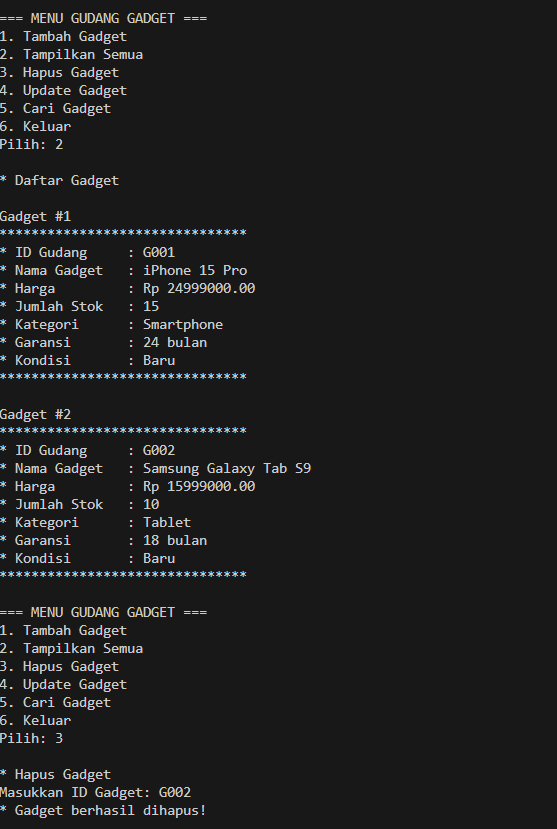 === MENU GUDANG GADGET ===
1. Tambah Gadget
2. Tampilkan Semua
3. Hapus Gadget
4. Update Gadget
5. Cari Gadget
6. Keluar
Pilih: 2
* Daftar Gadget
Gadget #1
*******************************
* ID Gudang     : G001
* Nama Gadget   : iPhone 15 Pro
* Harga         : Rp 24999000.00
* Jumlah Stok   : 15
* Kategori      : Smartphone
* Garansi       : 24 bulan
* Kondisi       : Baru
*******************************
Gadget #2
*******************************
* ID Gudang     : G002
* Nama Gadget   : Samsung Galaxy Tab S9
* Harga         : Rp 15999000.00
* Jumlah Stok   : 10
* Kategori      : Tablet
* Garansi       : 18 bulan
* Kondisi       : Baru
*******************************
=== MENU GUDANG GADGET ===
1. Tambah Gadget
2. Tampilkan Semua
3. Hapus Gadget
4. Update Gadget
5. Cari Gadget
6. Keluar
Pilih: 3
* Hapus Gadget
Masukkan ID Gadget: G002
* Gadget berhasil dihapus!